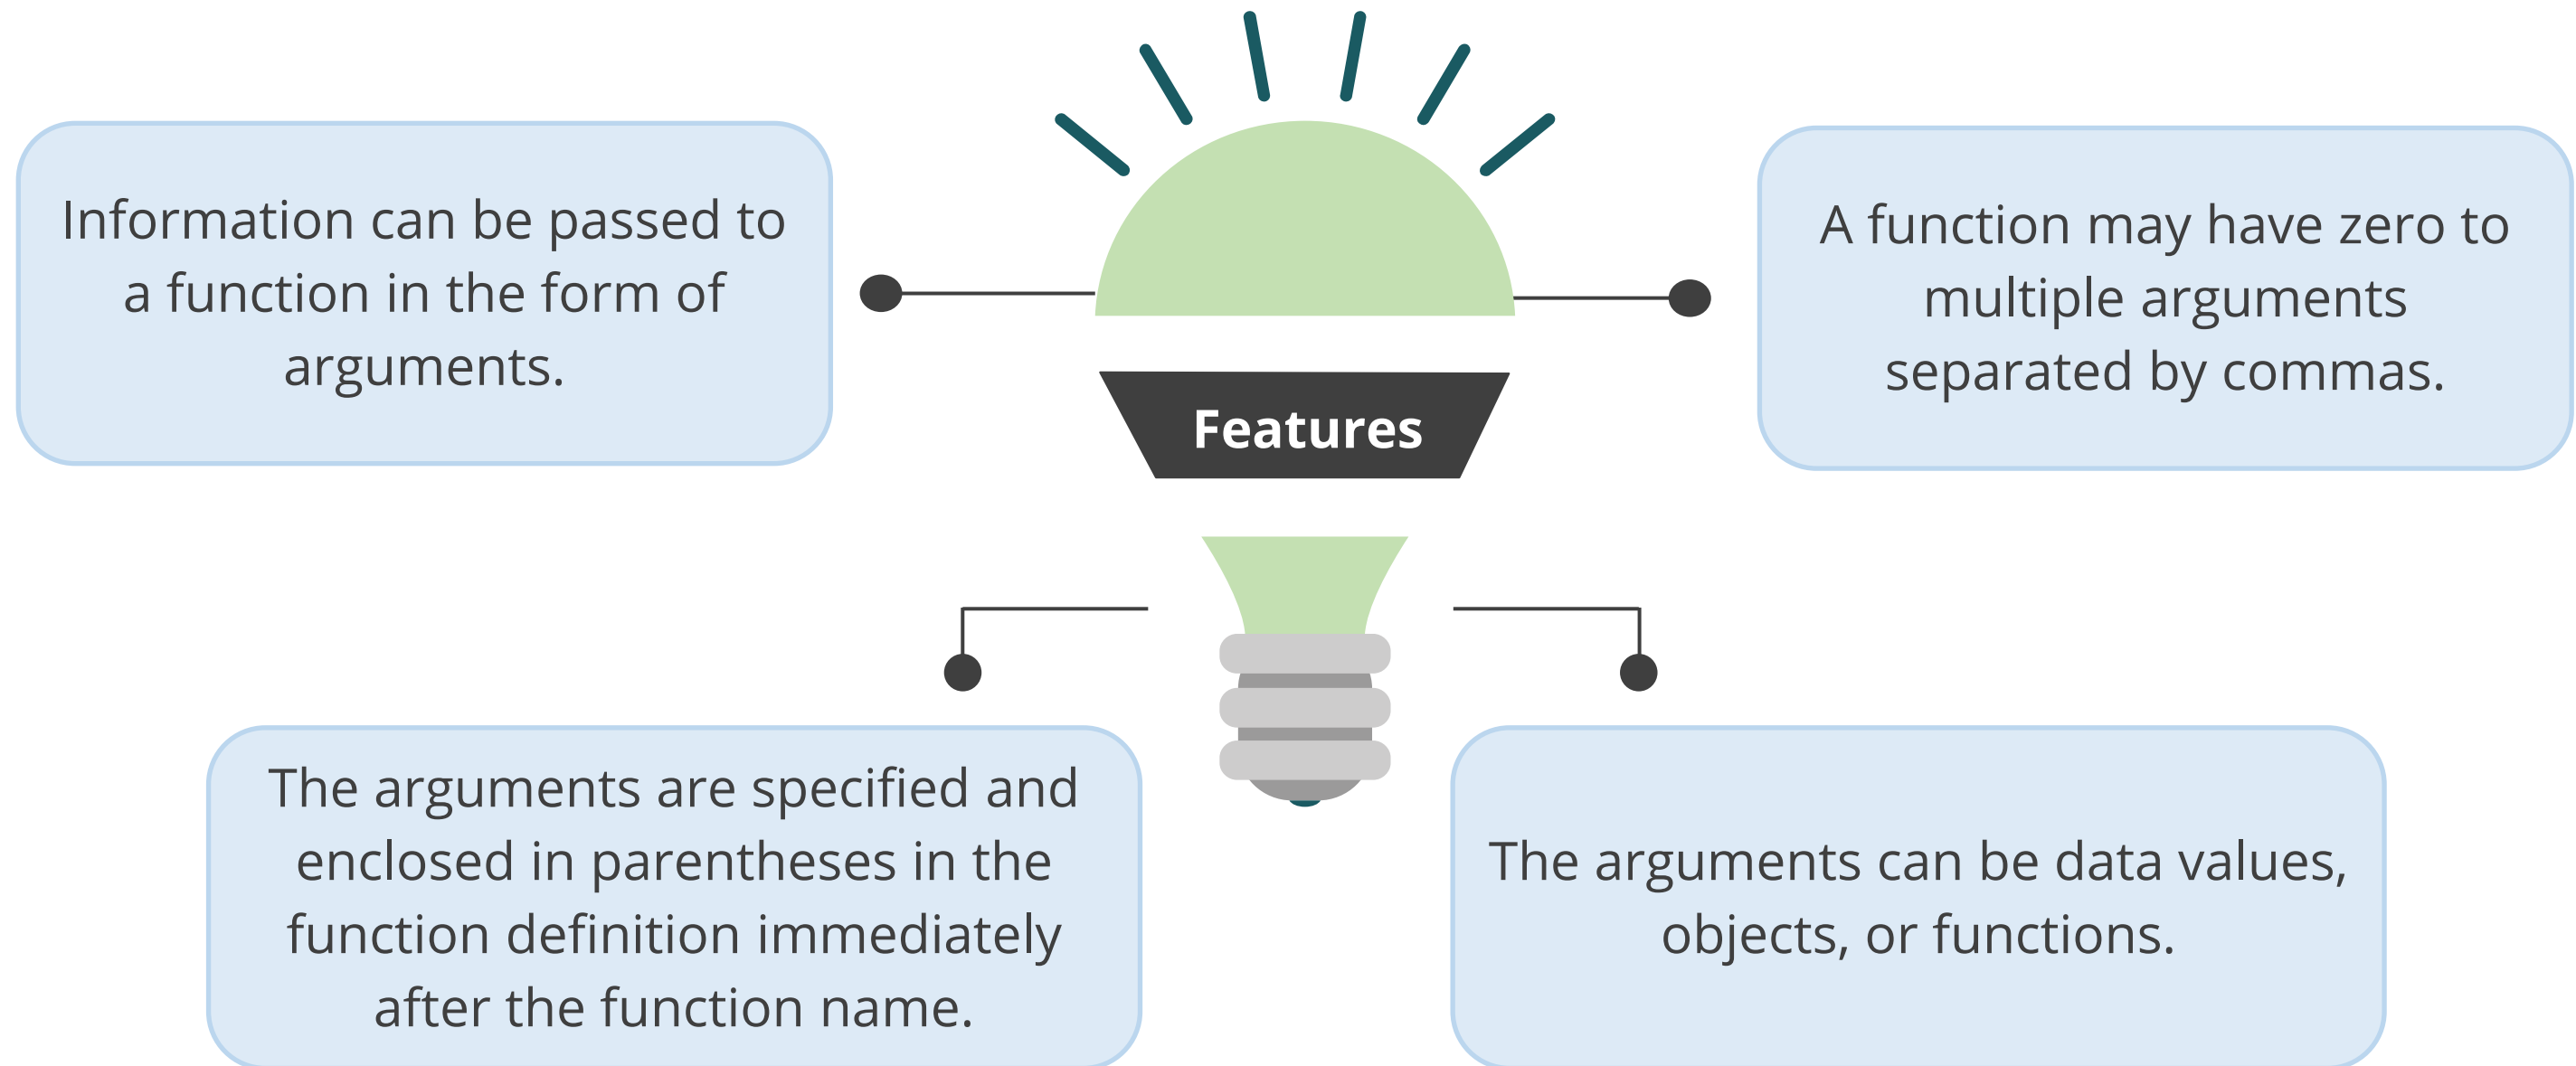 Information can be passed to
a function in the form of
arguments.
A function may have zero to
multiple arguments
separated by commas.
Features
The arguments are specified and
enclosed in parentheses in the
function definition immediately
after the function name.
The arguments can be data values,
objects, or functions.